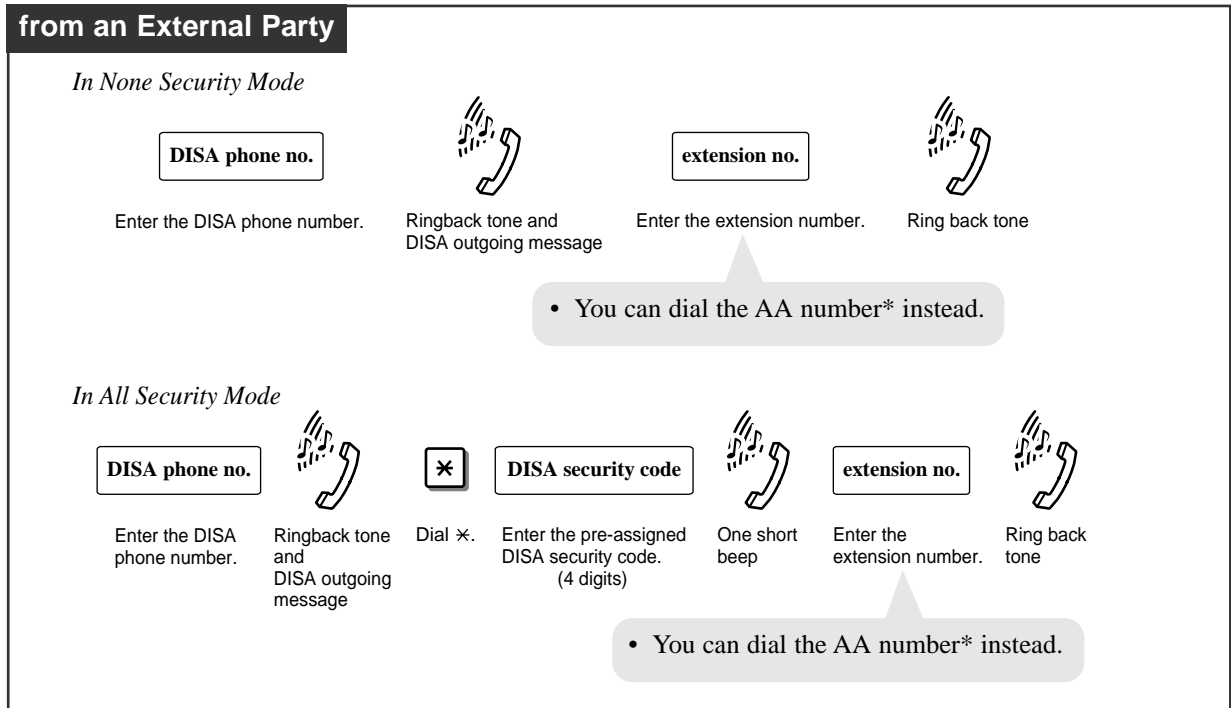 from an External Party
In None Security Mode
DISA phone no.
extension no.
Enter the DISA phone number.
Ringback tone and
DISA outgoing message
Enter the extension number.
Ring back tone
• You can dial the AA number* instead.
In All Security Mode
DISA phone no.
*
DISA security code
extension no.
Enter the DISA
phone number.
Ringback tone
and
DISA outgoing
message
Dial *.
Enter the pre-assigned
DISA security code.
(4 digits)
One short
beep
Enter the
extension number.
Ring back
tone
• You can dial the AA number* instead.